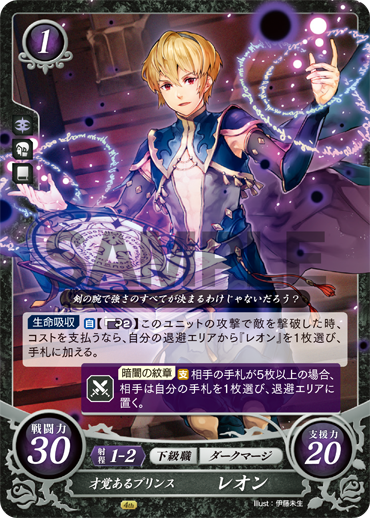 1
SAMPLE
剣の腕で強さのすべてが決まるわけじゃないだろう?
生命吸収 自【2】このユニットの攻撃で敵を撃破した時、
コストを支払うなら、自分の退避エリアから『レオン』を1枚選び、
手札に加える。
暗闇の紋章 支 相手の手札が5枚以上の場合、
相手は自分の手札を1枚選び、退避エリアに
置く。
戦闘力
30
射程 1-2
下級職
ダークマージ
支援力
20
才覚あるプリンス レオン
4th
Illust:伊藤未生